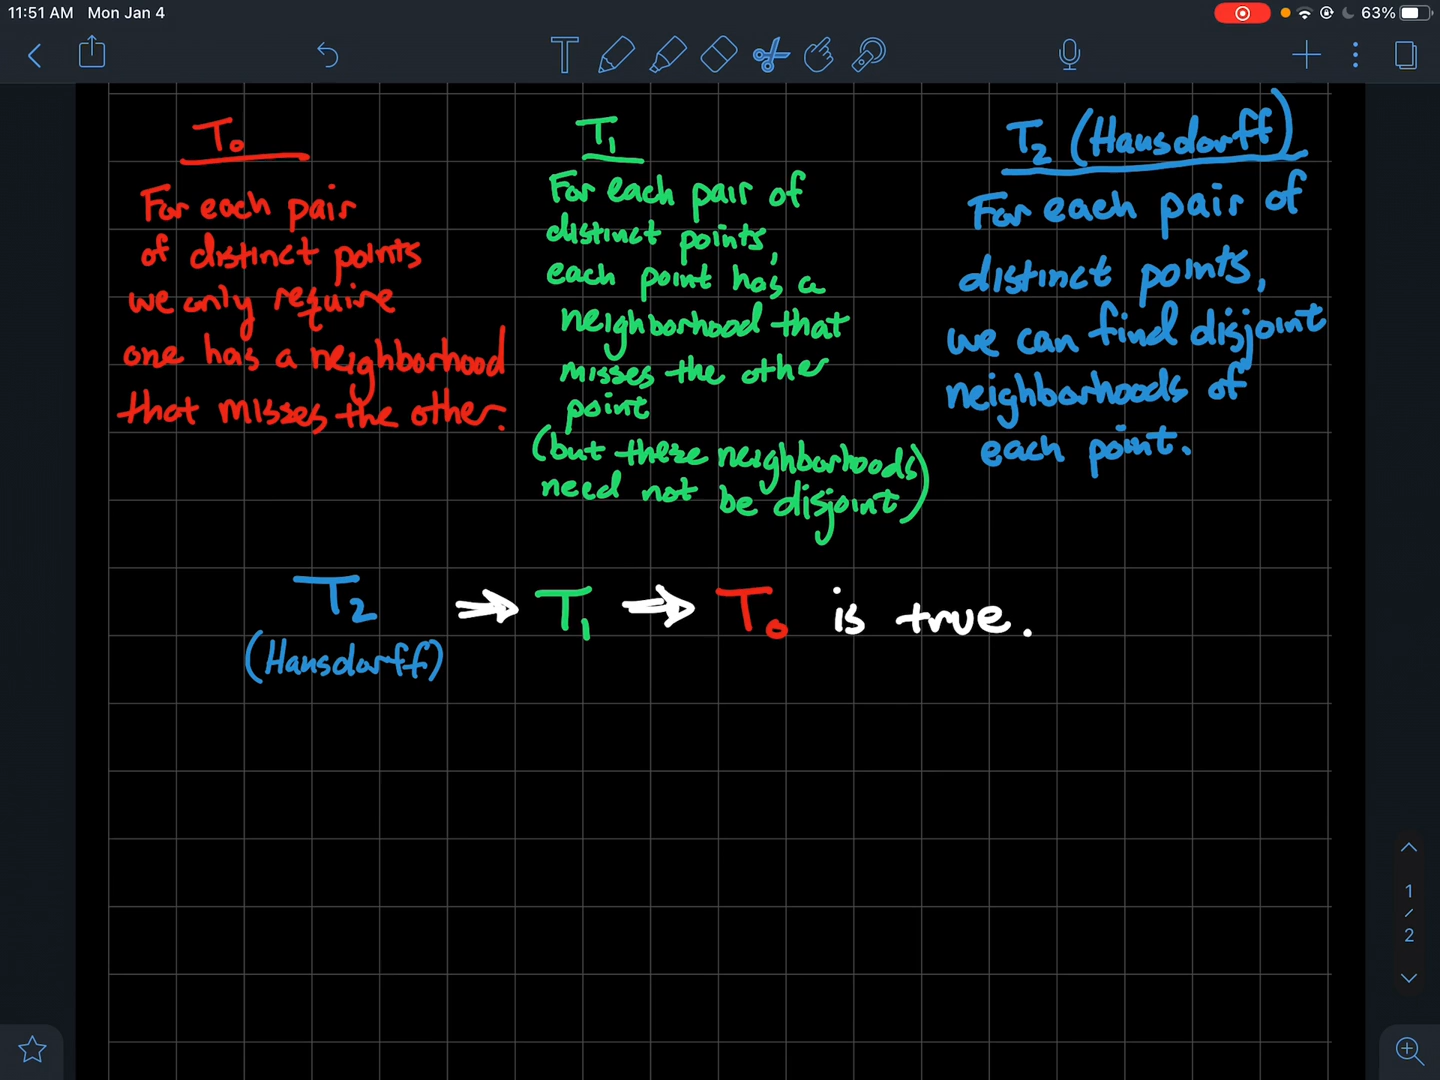 11:51 AM Mon Jan 4
63%
T
T₀
For each pair
of distinct points
we only require
one has a neighborhood
that misses the other.
T₁
For each pair of
distinct points,
each point has a
neighborhood that
misses the other
point
(but these neighborhoods)
need not be disjoint)
T₂ (Hausdorff)
For each pair of
distinct points,
we can find disjoint
neighborhoods of
each point.
T₂ ⇒ T₁ ⇒ T₀ is true.
(Hausdorff)
1
/
2